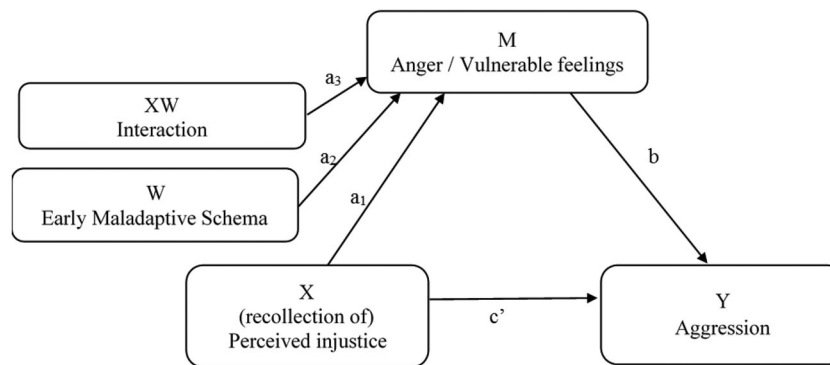 M
Anger / Vulnerable feelings
a₃
XW
Interaction
a₂
W
Early Maladaptive Schema
a₁
b
X
(recollection of)
Perceived injustice
c’
Y
Aggression